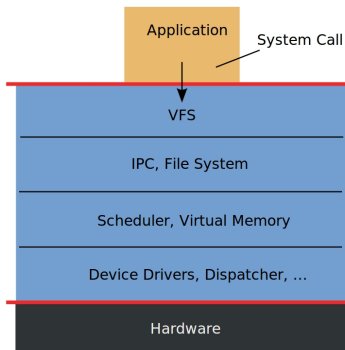 Application
System Call
VFS
IPC, File System
Scheduler, Virtual Memory
Device Drivers, Dispatcher, ...
Hardware